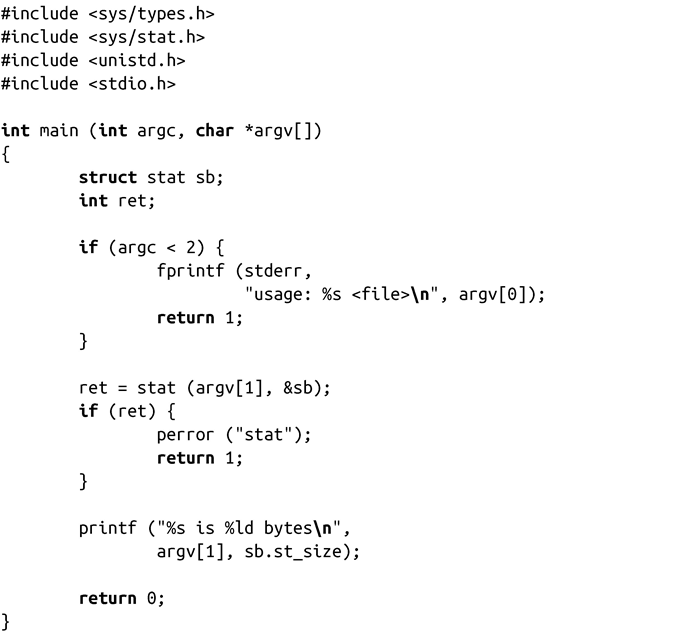 #include <sys/types.h>
#include <sys/stat.h>
#include <unistd.h>
#include <stdio.h>

int main (int argc, char *argv[])
{
        struct stat sb;
        int ret;

        if (argc < 2) {
                fprintf (stderr,
                         "usage: %s <file>\n", argv[0]);
                return 1;
        }

        ret = stat (argv[1], &sb);
        if (ret) {
                perror ("stat");
                return 1;
        }

        printf ("%s is %ld bytes\n",
                argv[1], sb.st_size);

        return 0;
}